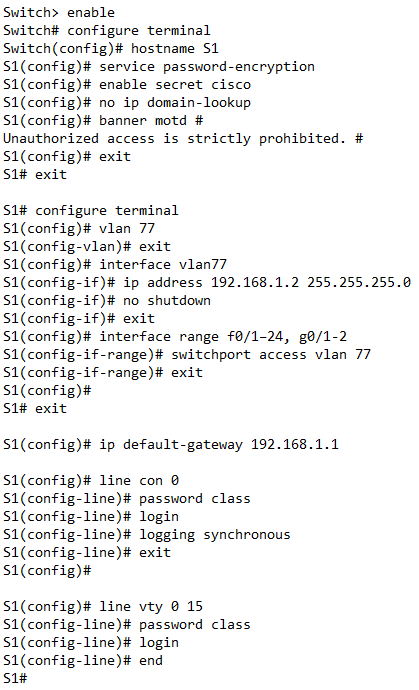 Switch> enable
Switch# configure terminal
Switch(config)# hostname S1
S1(config)# service password-encryption
S1(config)# enable secret cisco
S1(config)# no ip domain-lookup
S1(config)# banner motd #
Unauthorized access is strictly prohibited. #
S1(config)# exit
S1# exit

S1# configure terminal
S1(config)# vlan 77
S1(config-vlan)# exit
S1(config)# interface vlan77
S1(config-if)# ip address 192.168.1.2 255.255.255.0
S1(config-if)# no shutdown
S1(config-if)# exit
S1(config)# interface range f0/1–24, g0/1-2
S1(config-if-range)# switchport access vlan 77
S1(config-if-range)# exit
S1(config)#
S1# exit

S1(config)# ip default-gateway 192.168.1.1

S1(config)# line con 0
S1(config-line)# password class
S1(config-line)# login
S1(config-line)# logging synchronous
S1(config-line)# exit
S1(config)#

S1(config)# line vty 0 15
S1(config-line)# password class
S1(config-line)# login
S1(config-line)# end
S1#